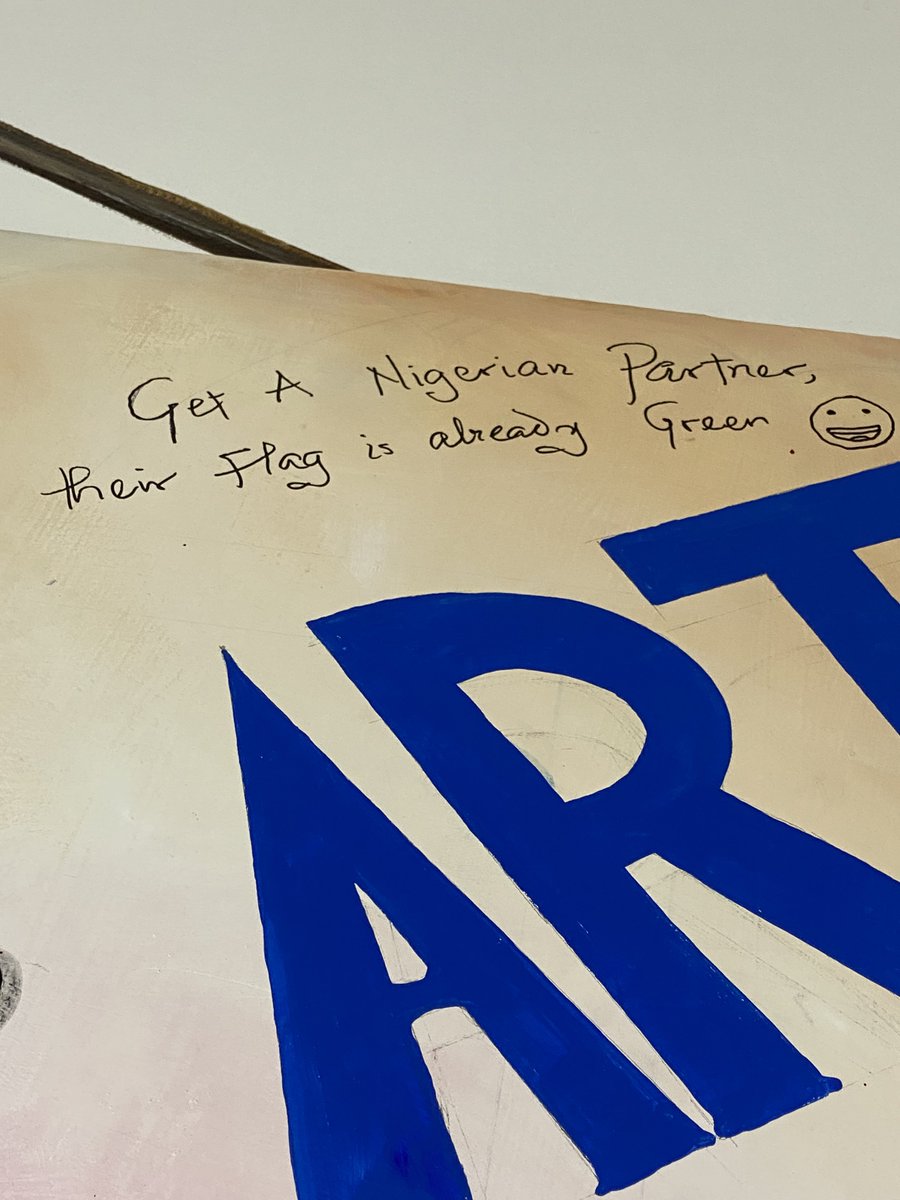 Get A Nigerian Partner,
their Flag is already Green.
ART